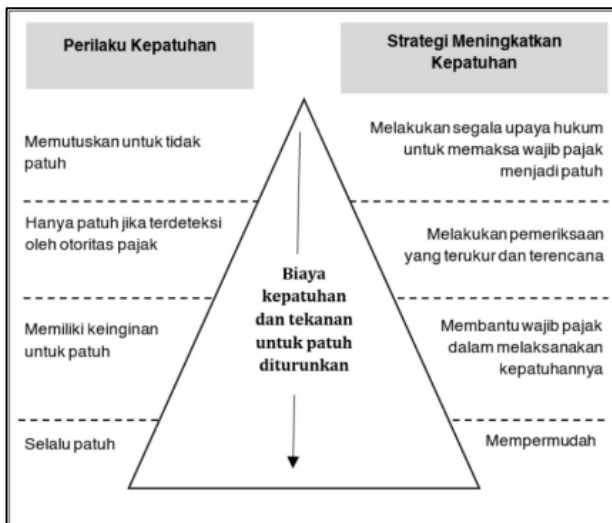 Perilaku Kepatuhan
Strategi Meningkatkan
Kepatuhan
Memutuskan untuk tidak
patuh
Melakukan segala upaya hukum
untuk memaksa wajib pajak
menjadi patuh
Hanya patuh jika terdeteksi
oleh otoritas pajak
Melakukan pemeriksaan
yang terukur dan terencana
Biaya
kepatuhan
dan tekanan
untuk patuh
diturunkan
Memiliki keinginan
untuk patuh
Membantu wajib pajak
dalam melaksanakan
kepatuhannya
Selalu patuh
Mempermudah